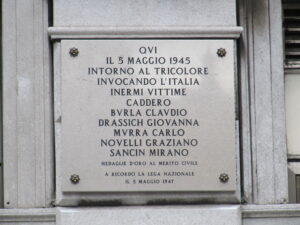 QVI
IL 5 MAGGIO 1945
INTORNO AL TRICOLORE
INVOCANDO L'ITALIA
INERMI VITTIME
CADDERO
BVRLA CLAVDIO
DRASSICH GIOVANNA
MVRRA CARLO
NOVELLI GRAZIANO
SANCIN MIRANO
MEDAGLIE D'ORO AL MERITO CIVILE
A RICORDO LA LEGA NAZIONALE
IL 5 MAGGIO 1947